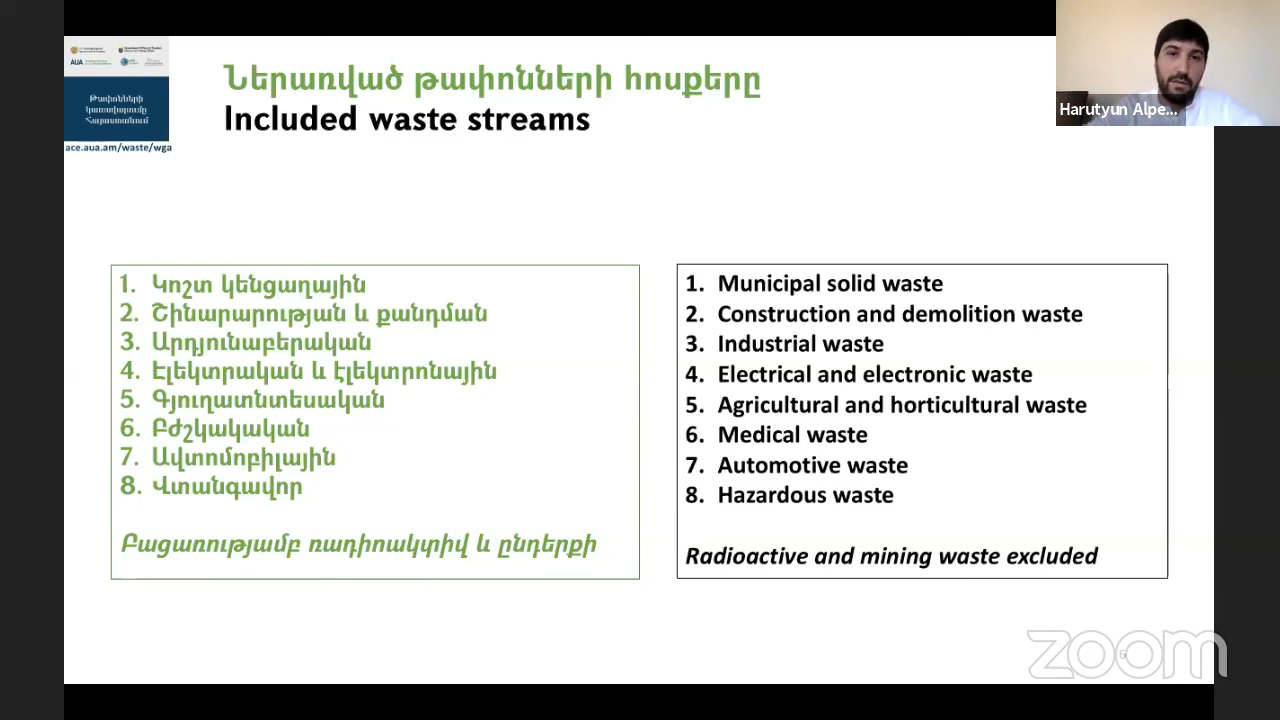 AUA
Թափոնների
կառավարումը
Հայաստանում
ace.aua.am/waste/wga
Ներառված թափոնների հոսքերը
Included waste streams
Harutyun Alpe...
1. Կոշտ կենցաղային
2. Շինարարության և քանդման
3. Արդյունաբերական
4. Էլեկտրական և էլեկտրոնային
5. Գյուղատնտեսական
6. Բժշկակական
7. Ավտոմոբիլային
8. Վտանգավոր
Բացառությամբ ռադիոակտիվ և ընդերքի
1. Municipal solid waste
2. Construction and demolition waste
3. Industrial waste
4. Electrical and electronic waste
5. Agricultural and horticultural waste
6. Medical waste
7. Automotive waste
8. Hazardous waste
Radioactive and mining waste excluded
zoom